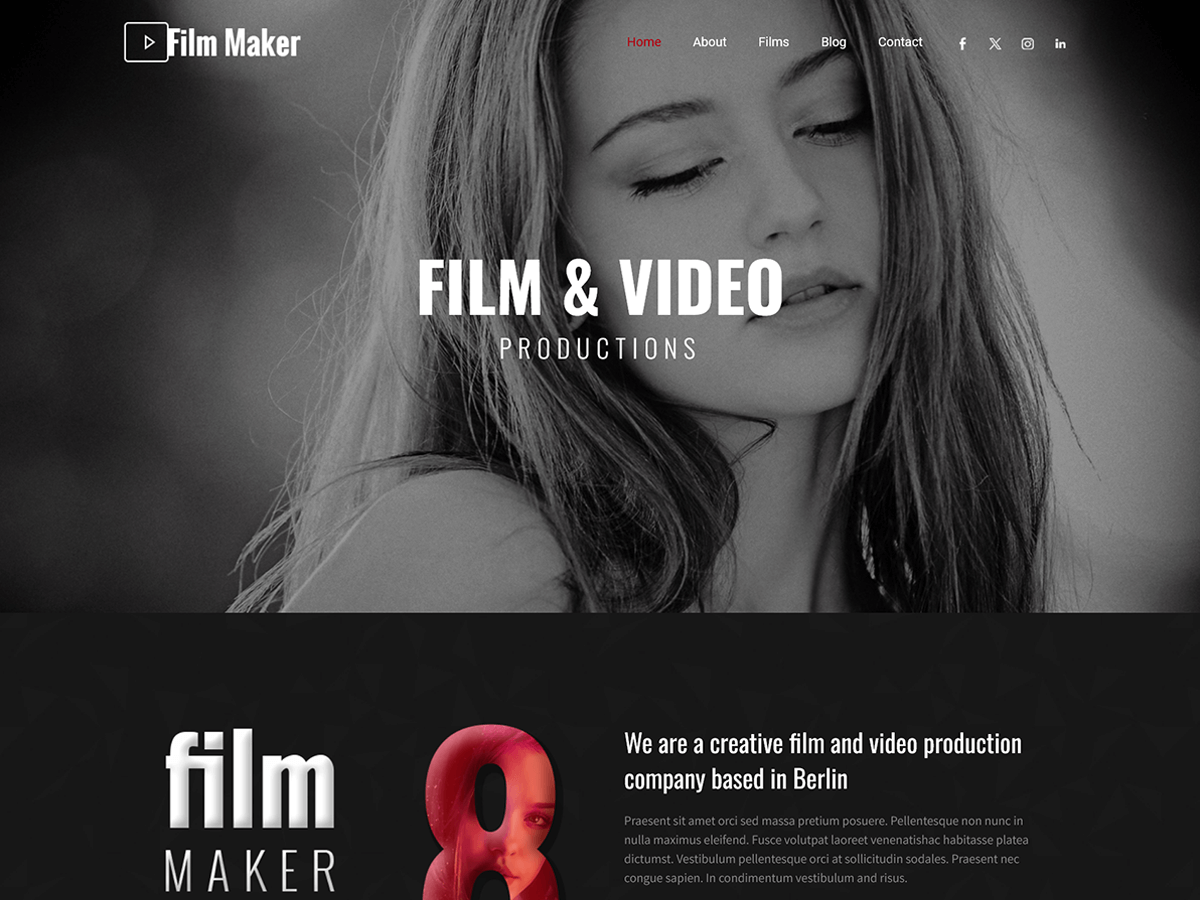 Film Maker
Home About Films Blog Contact
FILM & VIDEO
PRODUCTIONS
film
MAKER
8
We are a creative film and video production
company based in Berlin
Praesent sit amet orci sed massa pretium posuere. Pellentesque non nunc in
nulla maximus eleifend. Fusce volutpat laoreet venenatishac habitasse platea
dictumst. Vestibulum pellentesque orci at sollicitudin sodales. Praesent nec
congue sapien. In condimentum vestibulum and risus.